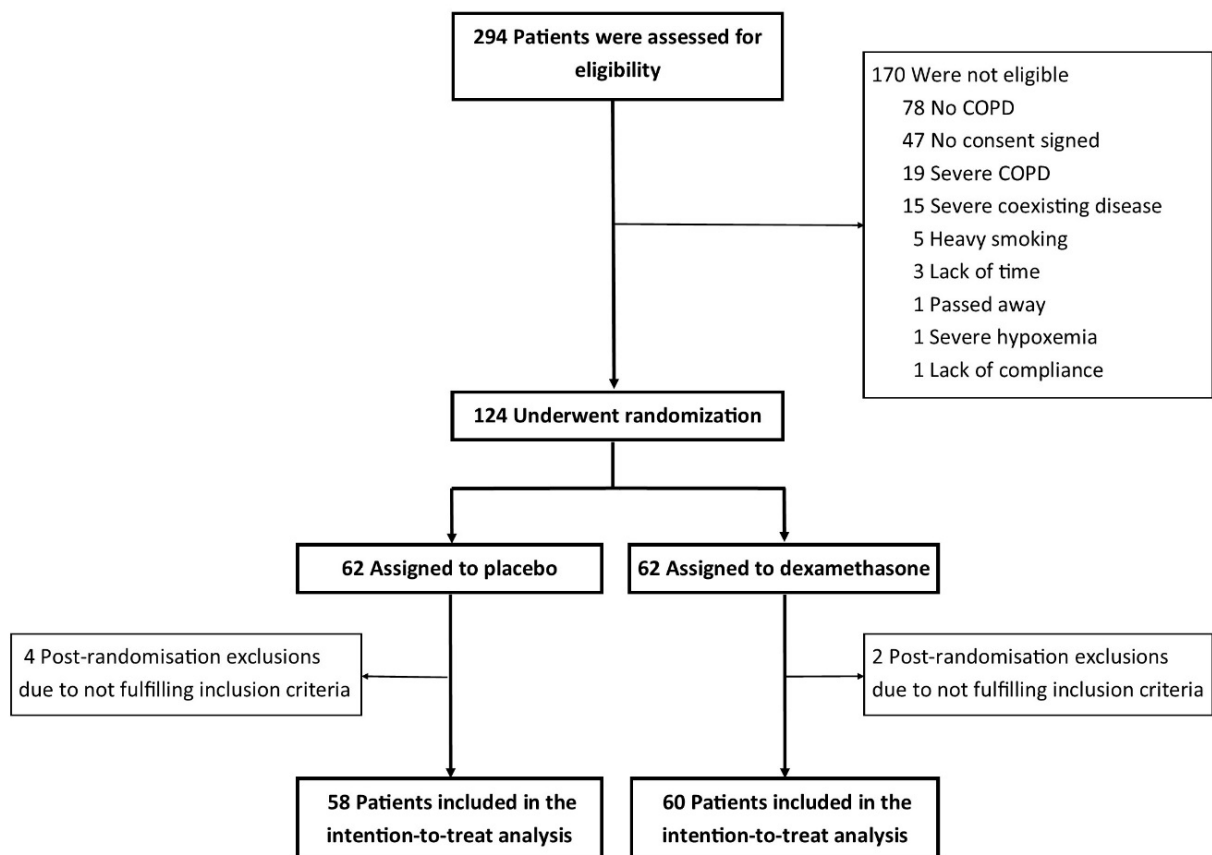 294 Patients were assessed for
eligibility
170 Were not eligible
78 No COPD
47 No consent signed
19 Severe COPD
15 Severe coexisting disease
5 Heavy smoking
3 Lack of time
1 Passed away
1 Severe hypoxemia
1 Lack of compliance
124 Underwent randomization
62 Assigned to placebo
62 Assigned to dexamethasone
4 Post-randomisation exclusions
due to not fulfilling inclusion criteria
2 Post-randomisation exclusions
due to not fulfilling inclusion criteria
58 Patients included in the
intention-to-treat analysis
60 Patients included in the
intention-to-treat analysis